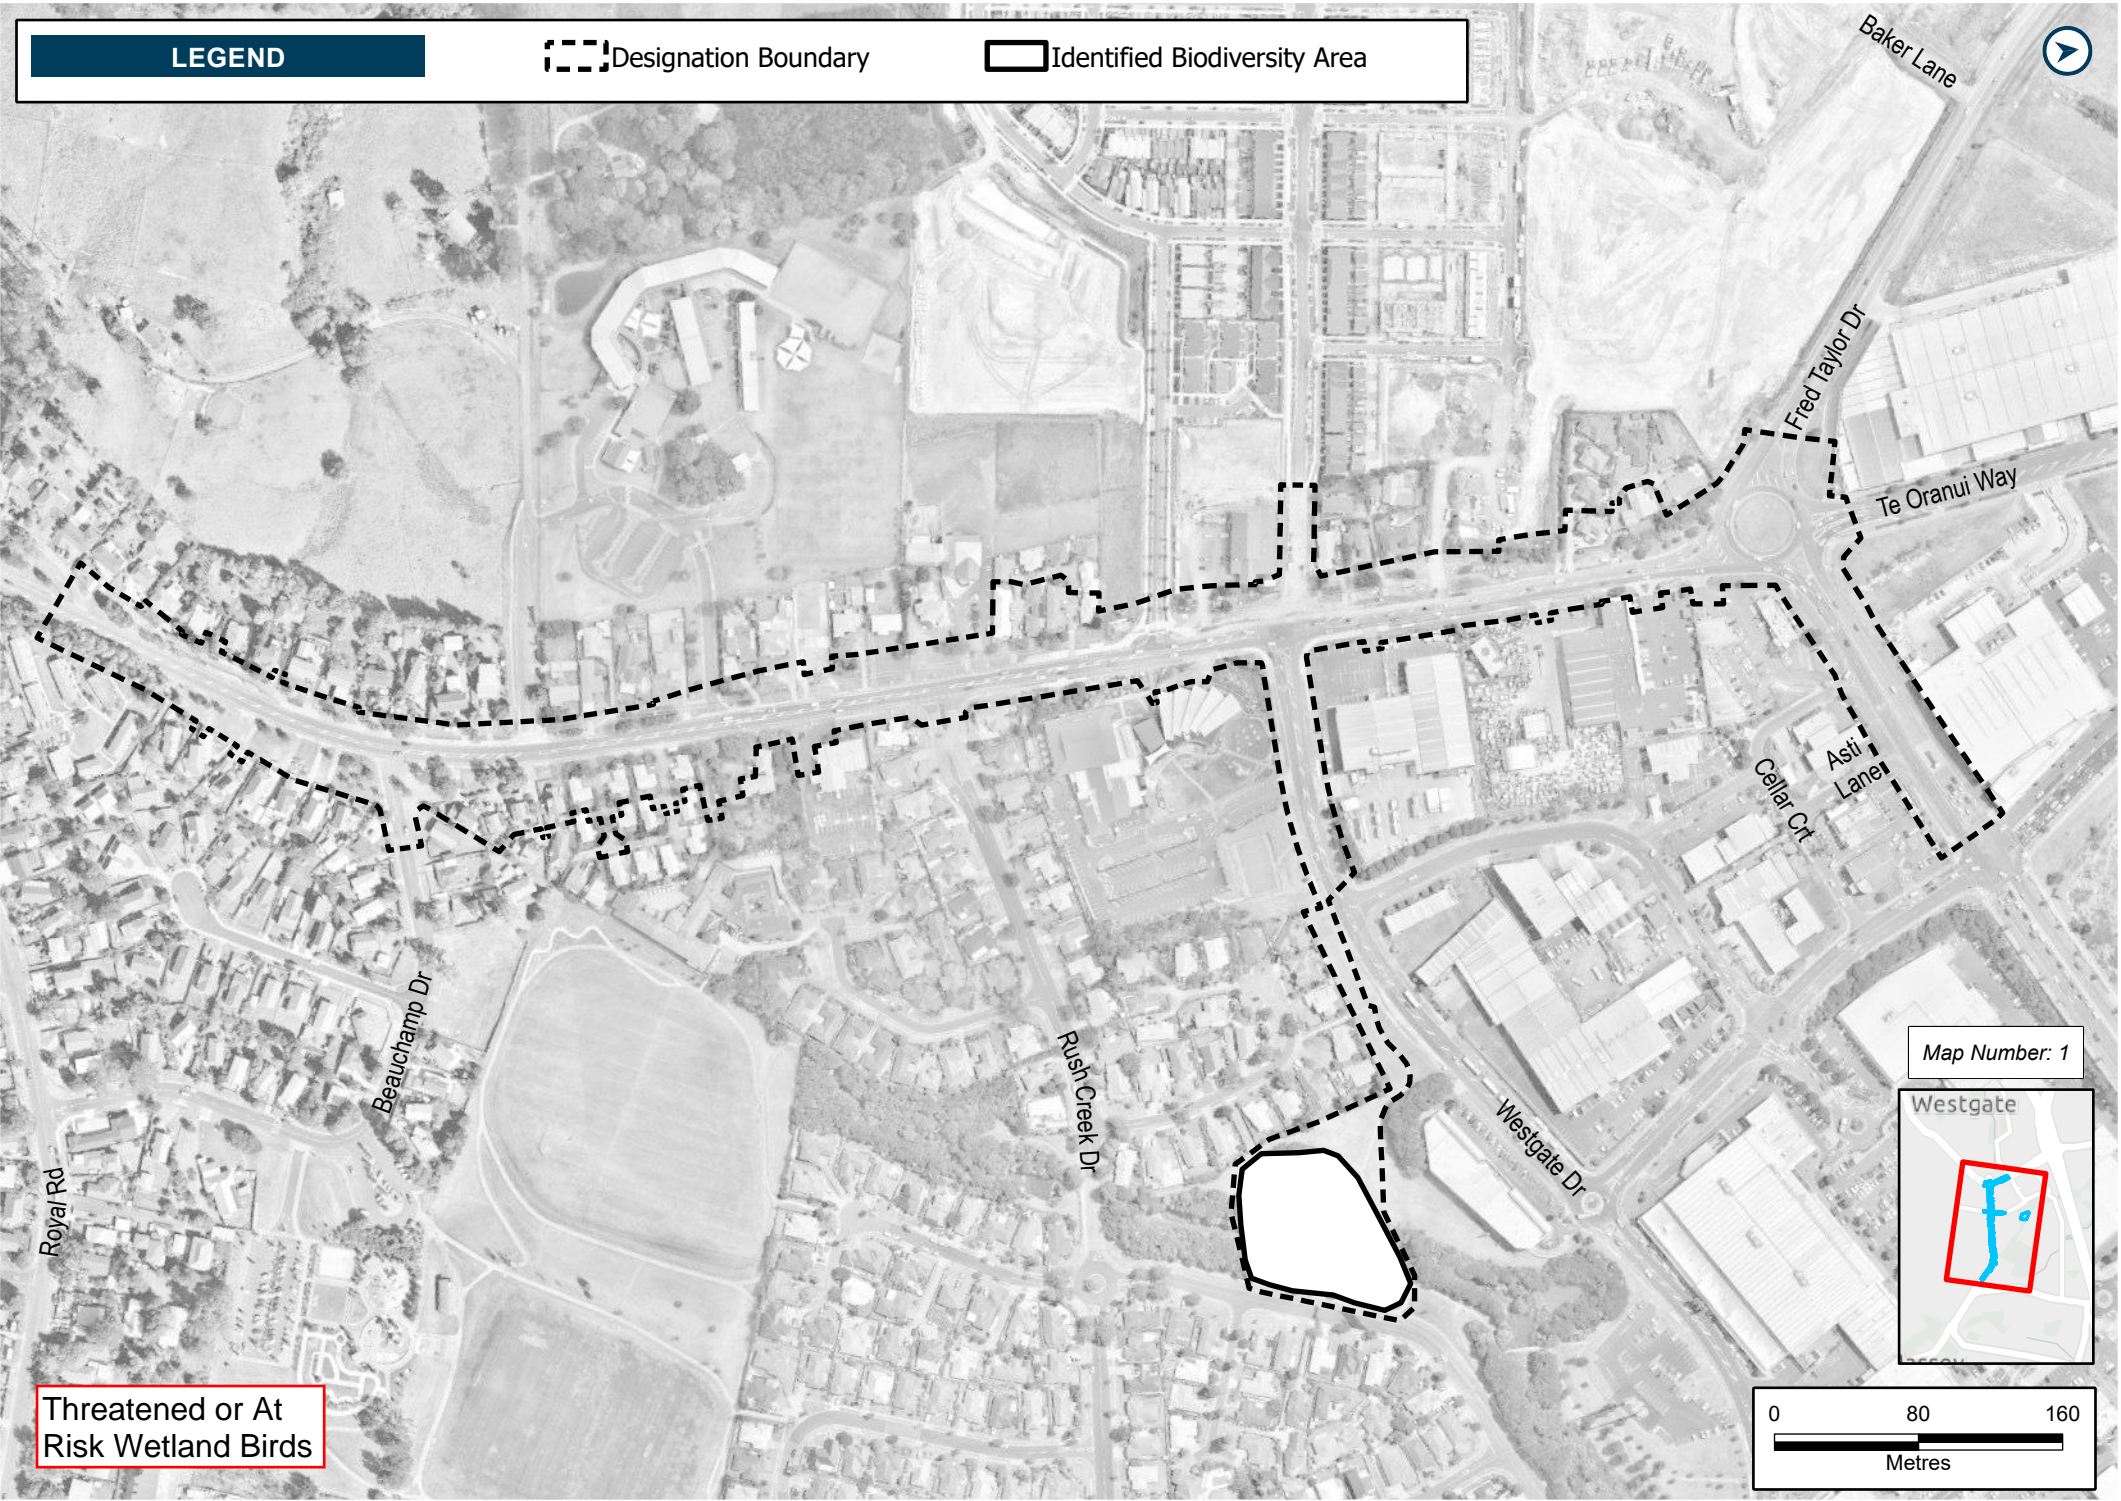 LEGEND
Designation Boundary
Identified Biodiversity Area
Baker Lane
Fred Taylor Dr
Te Oranui Way
Asti
Lane
Cellar Crt
Beauchamp Dr
Rush Creek Dr
Westgate Dr
Royal Rd
Map Number: 1
Westgate
Threatened or At
Risk Wetland Birds
0 80 160
Metres